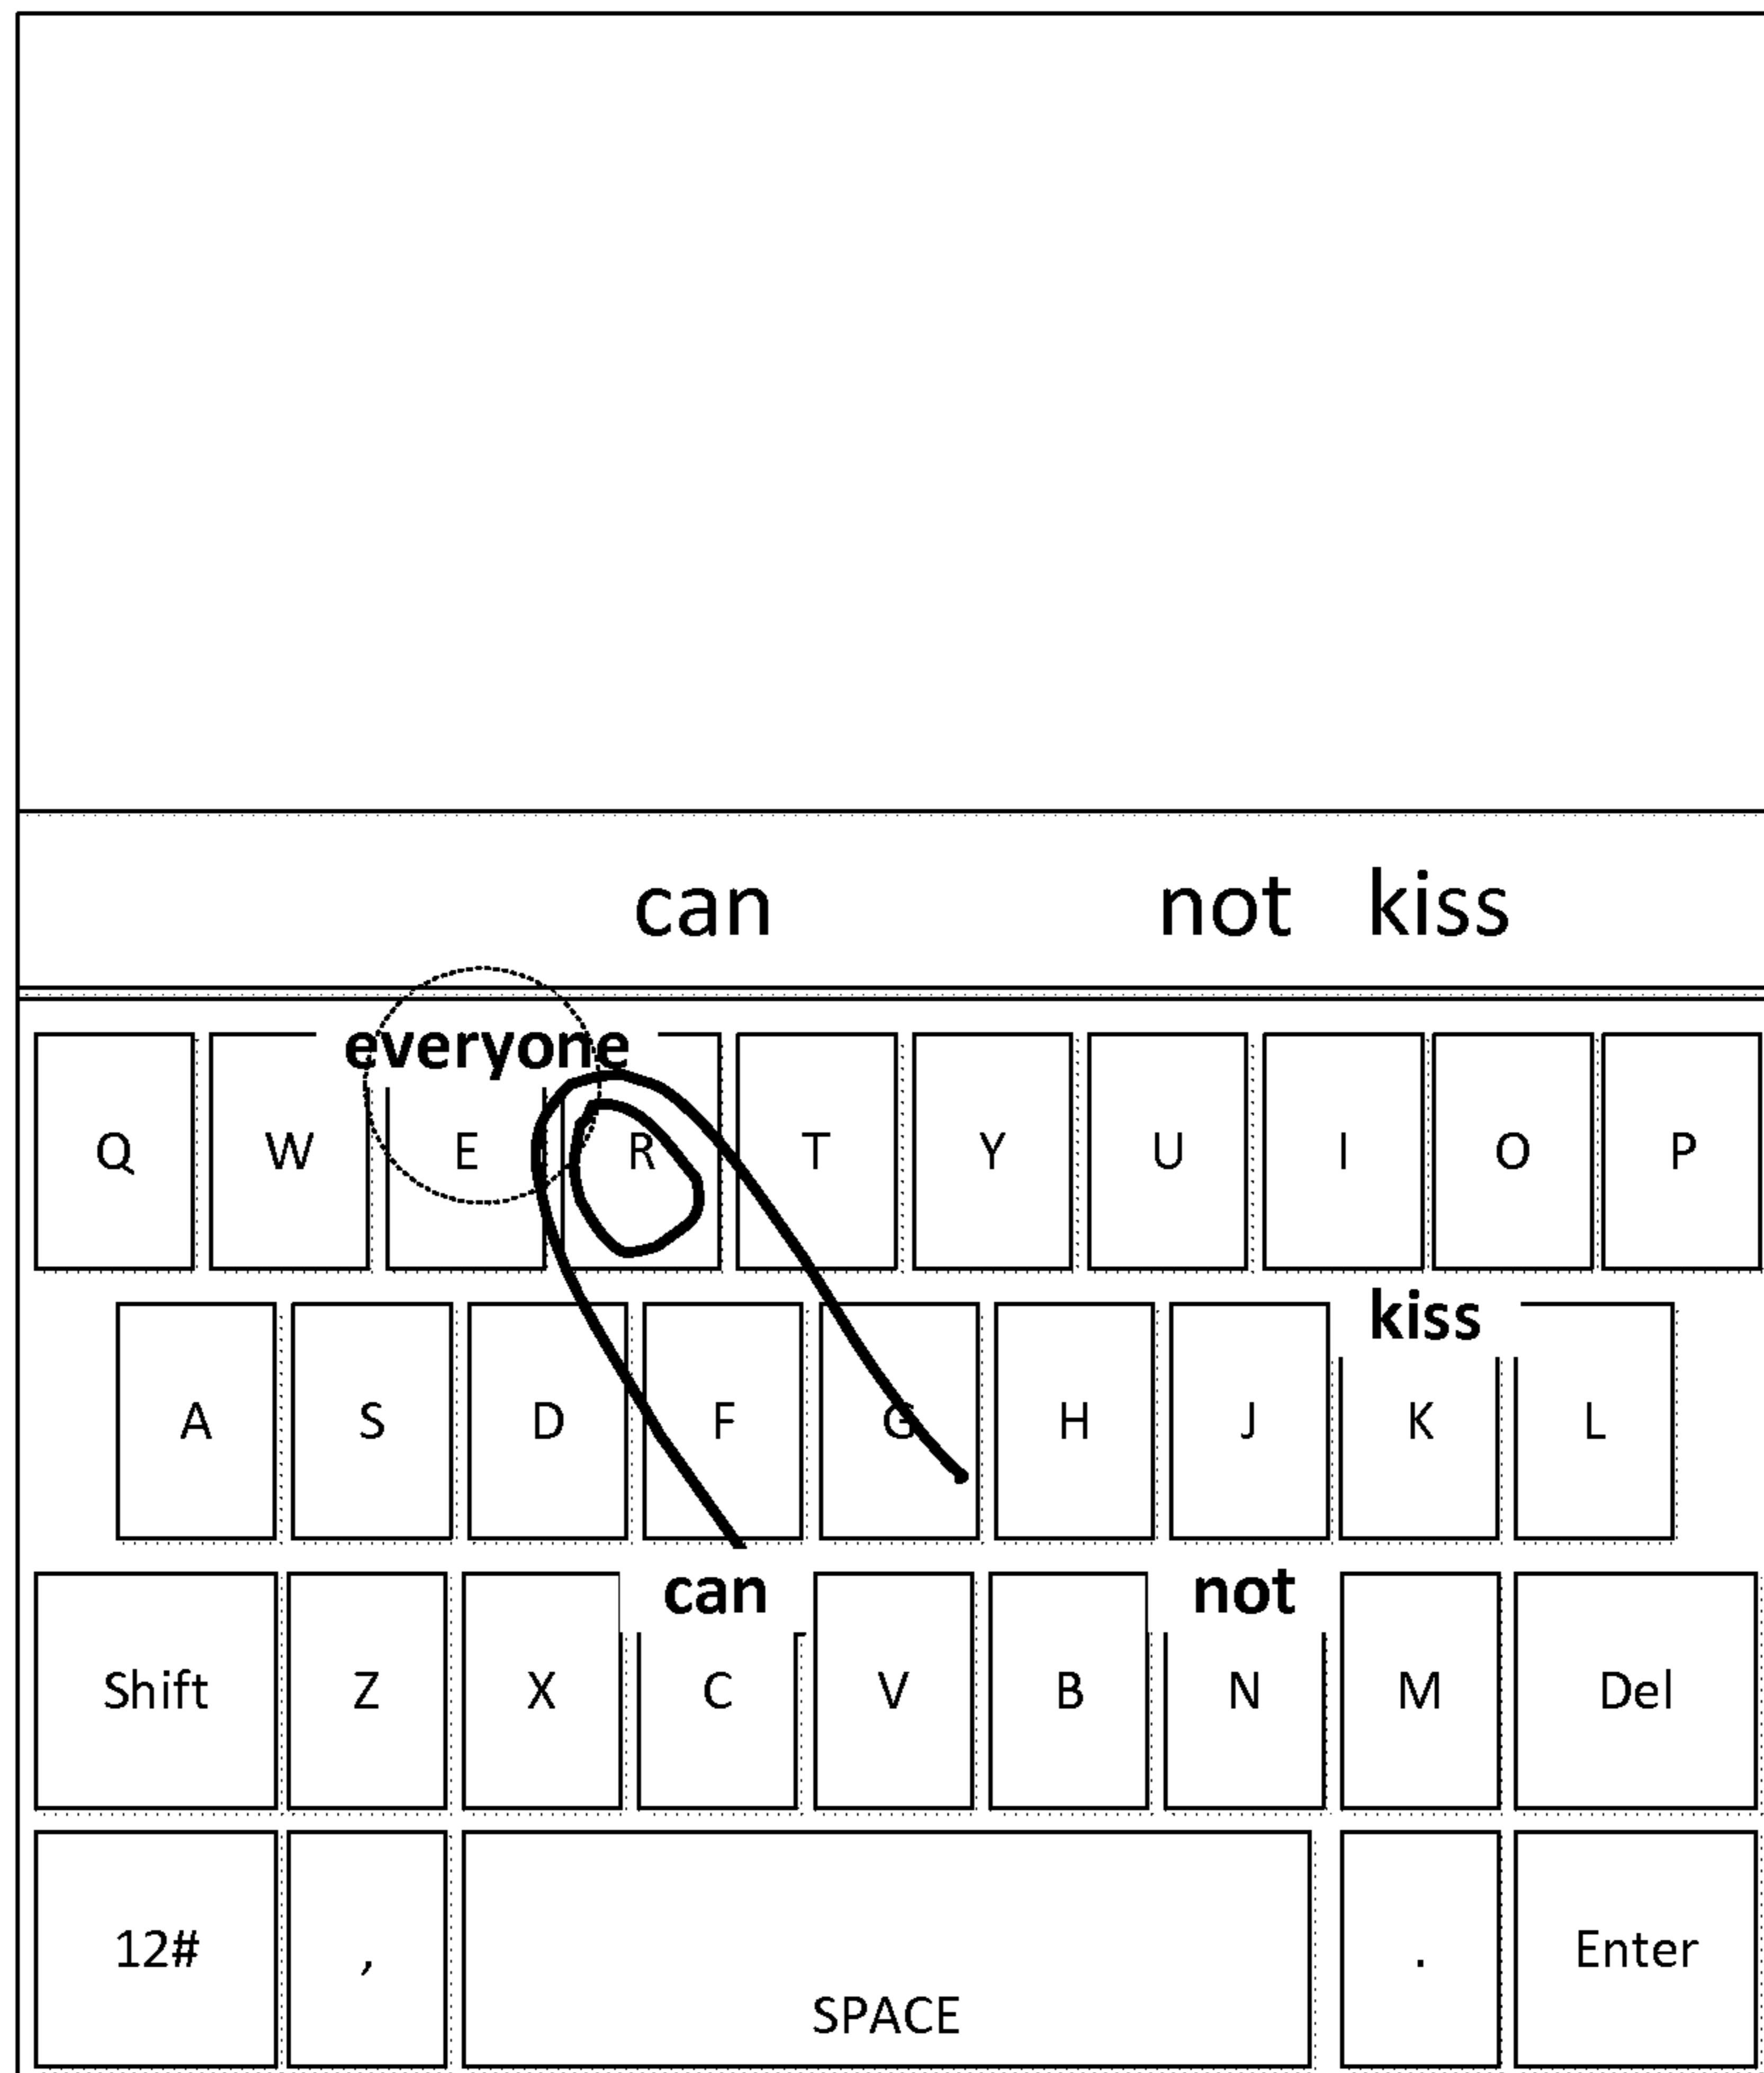 can not kiss
everyone
Q W E R T Y U I O P
kiss
A S D F G H J K L
can not
Shift Z X C V B N M Del
12# , SPACE . Enter